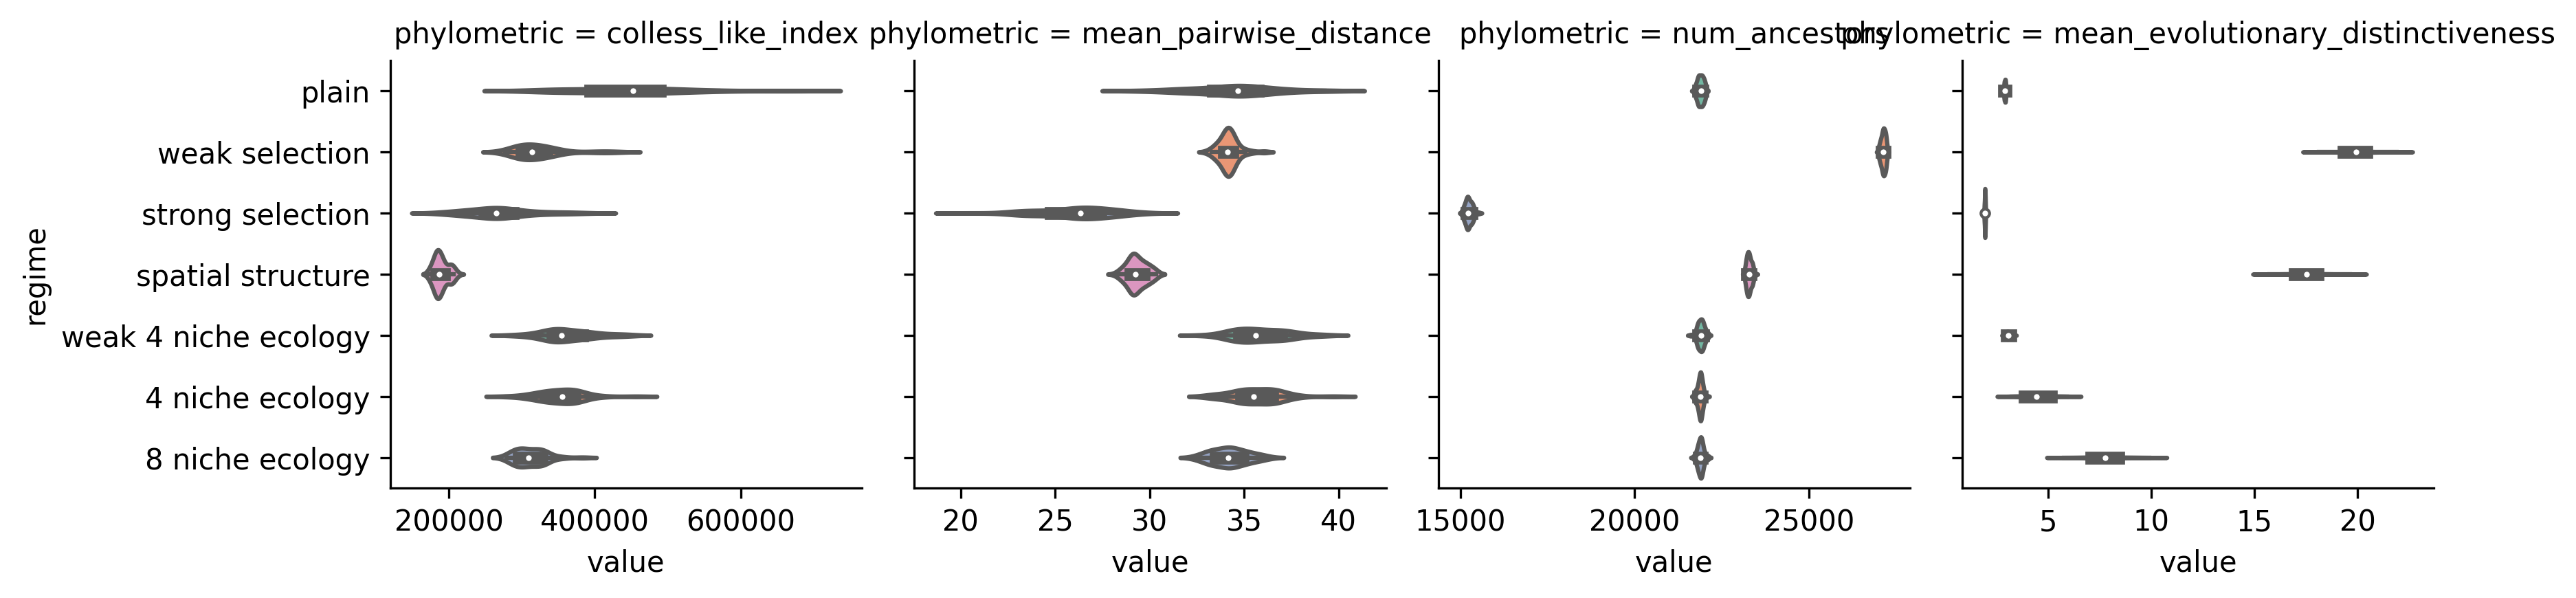 phylometric = colless_like_index
phylometric = mean_pairwise_distance
phylometric = num_ancestors
phylometric = mean_evolutionary_distinctiveness
regime
plain
weak selection
strong selection
spatial structure
weak 4 niche ecology
4 niche ecology
8 niche ecology
200000 400000 600000
20 25 30 35 40
15000 20000 25000
5 10 15 20
value
value
value
value